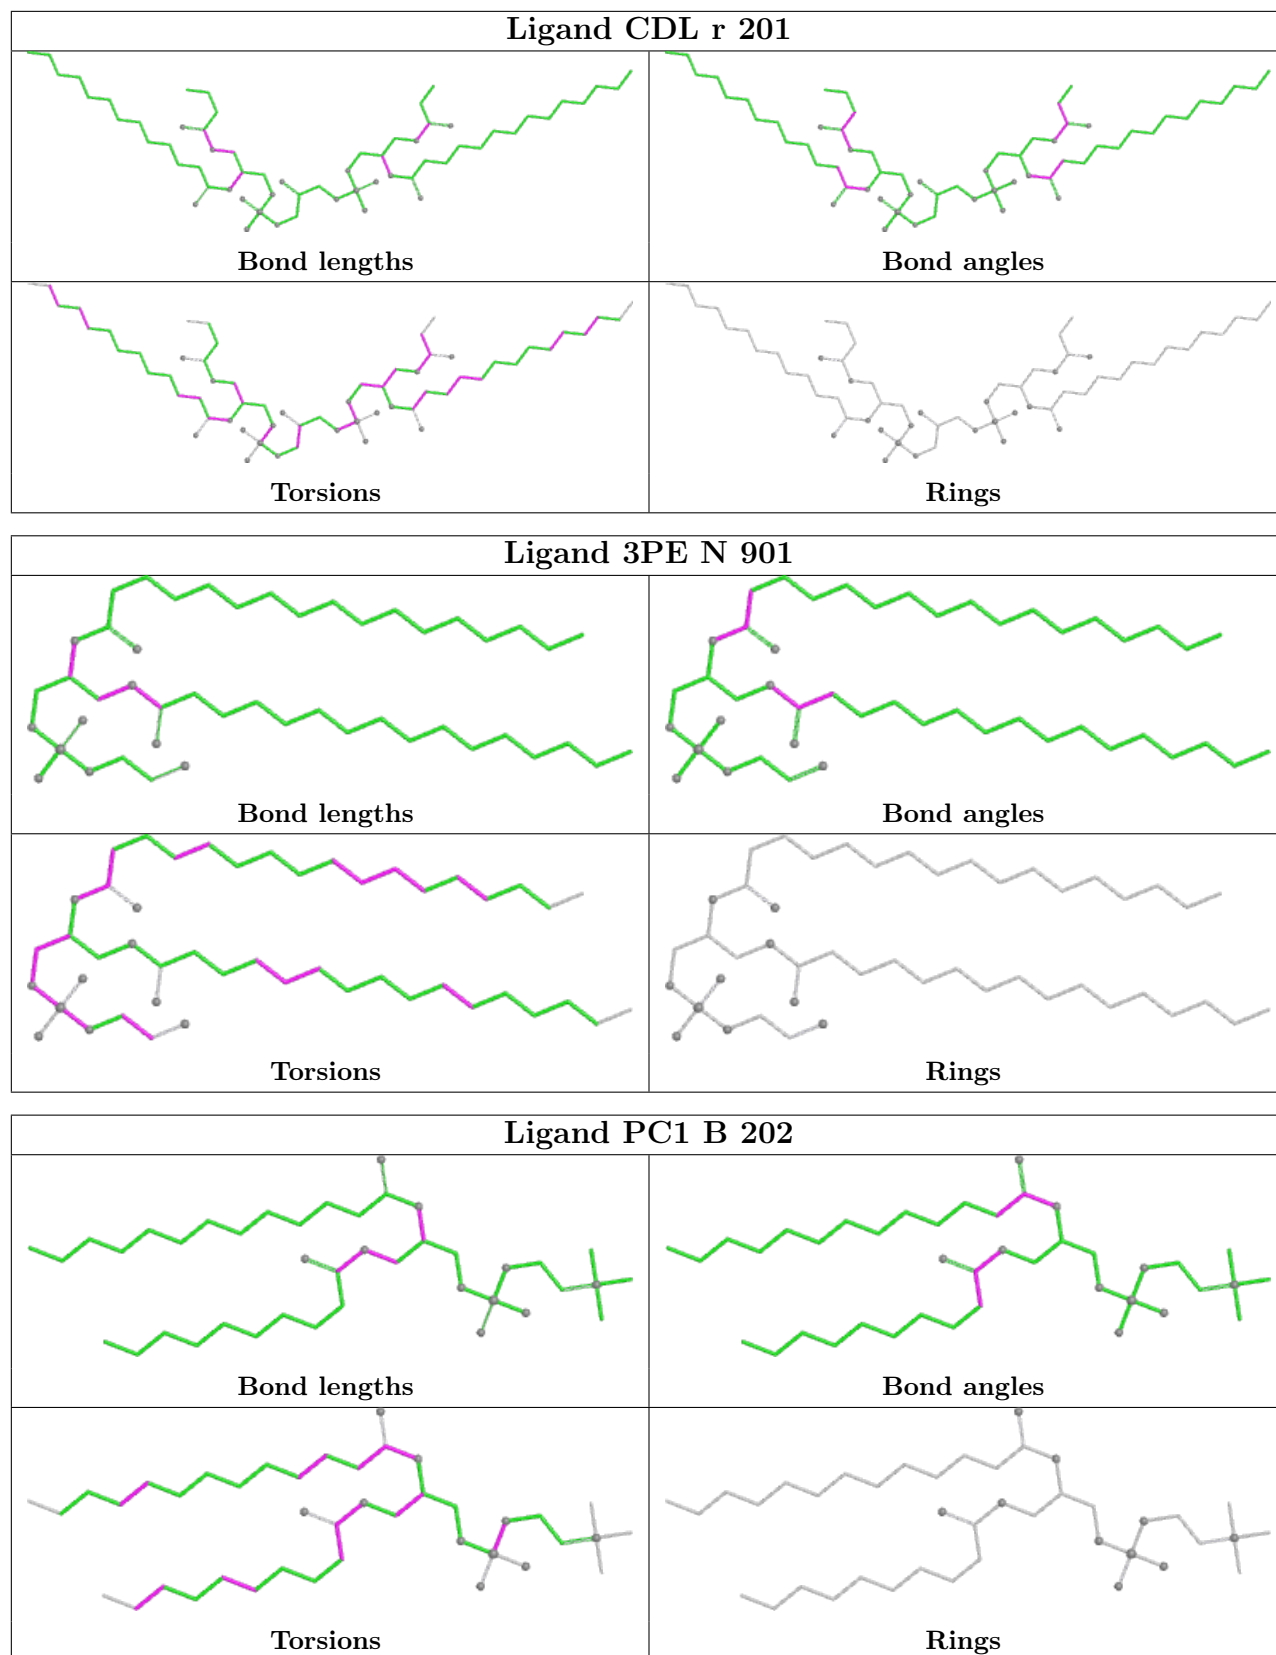 Ligand CDL r 201
Bond lengths
Bond angles
Torsions
Rings
Ligand 3PE N 901
Bond lengths
Bond angles
Torsions
Rings
Ligand PC1 B 202
Bond lengths
Bond angles
Torsions
Rings